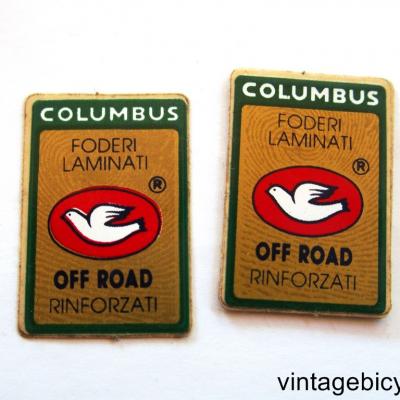 COLUMBUS
FODERI
LAMINATI
®
OFF ROAD
RINFORZATI
COLUMBUS
FODERI
LAMINATI
®
OFF ROAD
RINFORZATI
vintagebicy